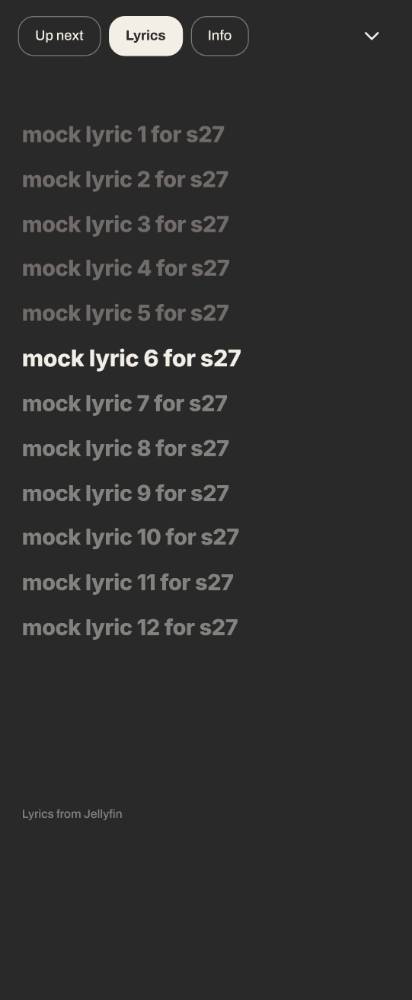 Up next Lyrics Info
mock lyric 1 for s27
mock lyric 2 for s27
mock lyric 3 for s27
mock lyric 4 for s27
mock lyric 5 for s27
mock lyric 6 for s27
mock lyric 7 for s27
mock lyric 8 for s27
mock lyric 9 for s27
mock lyric 10 for s27
mock lyric 11 for s27
mock lyric 12 for s27
Lyrics from Jellyfin